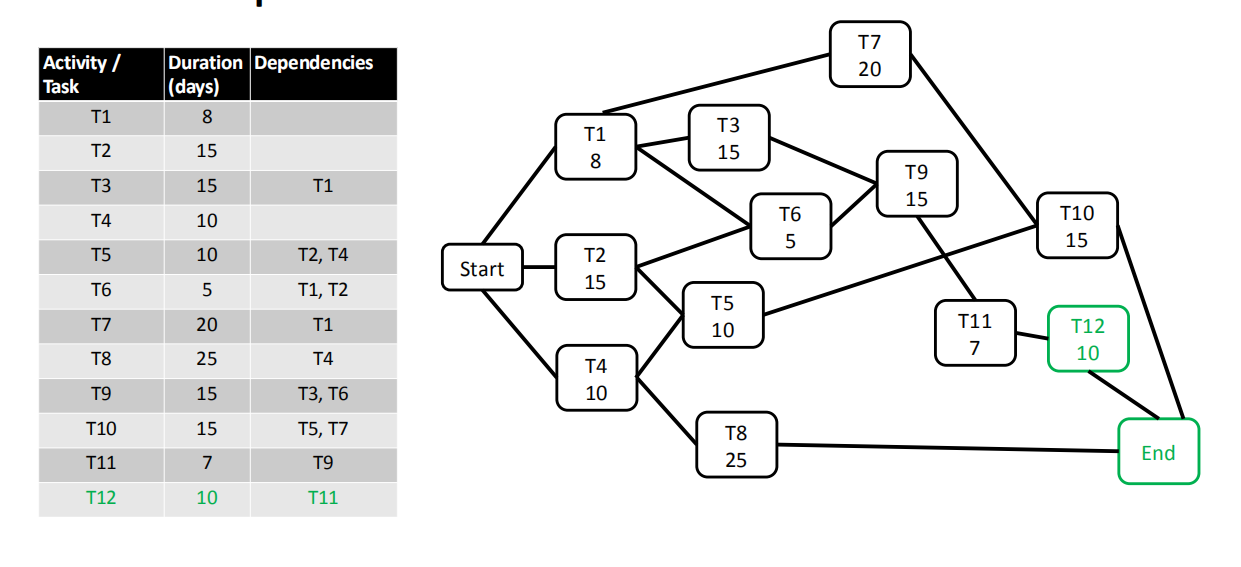 Activity / Task Duration (days) Dependencies
T1 8
T2 15
T3 15 T1
T4 10
T5 10 T2, T4
T6 5 T1, T2
T7 20 T1
T8 25 T4
T9 15 T3, T6
T10 15 T5, T7
T11 7 T9
T12 10 T11
T7
20
T1
8
T3
15
T9
15
T6
5
T10
15
Start
T2
15
T5
10
T11
7
T12
10
T4
10
T8
25
End